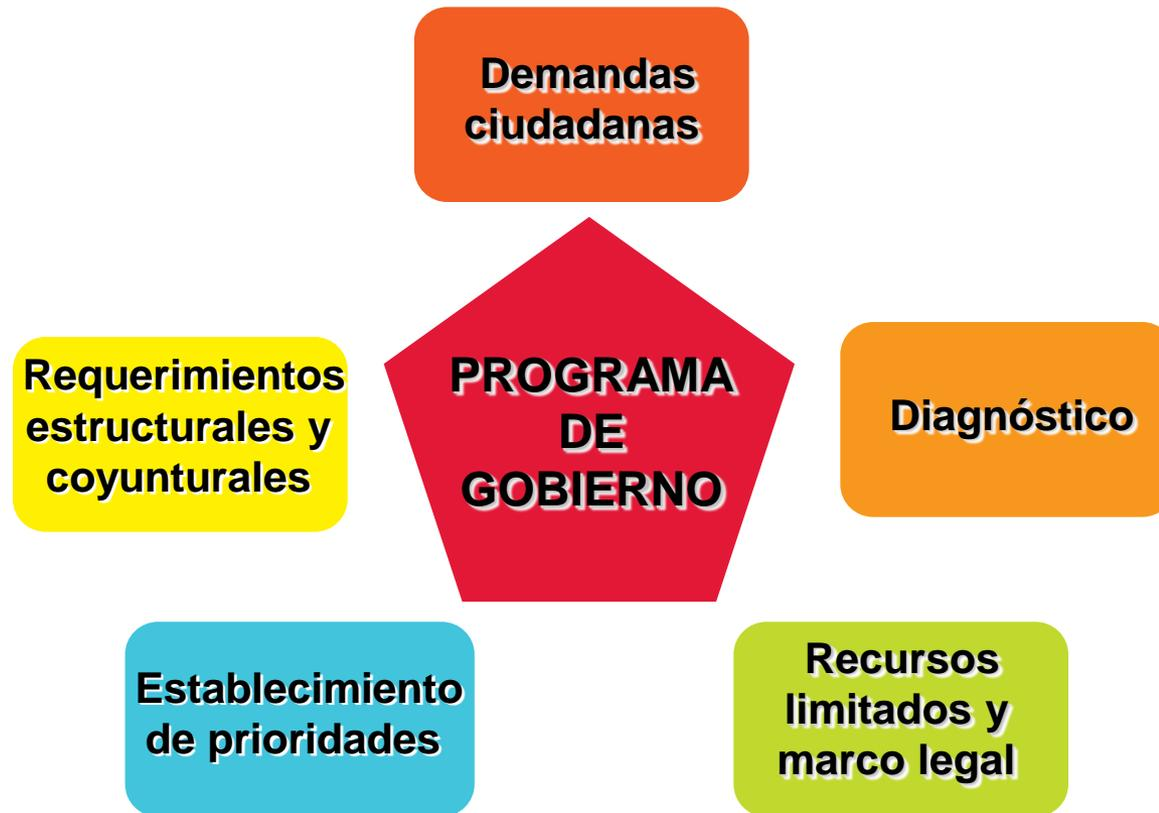 Demandas
ciudadanas
Requerimientos
estructurales y
coyunturales
PROGRAMA
DE
GOBIERNO
Diagnóstico
Establecimiento
de prioridades
Recursos
limitados y
marco legal